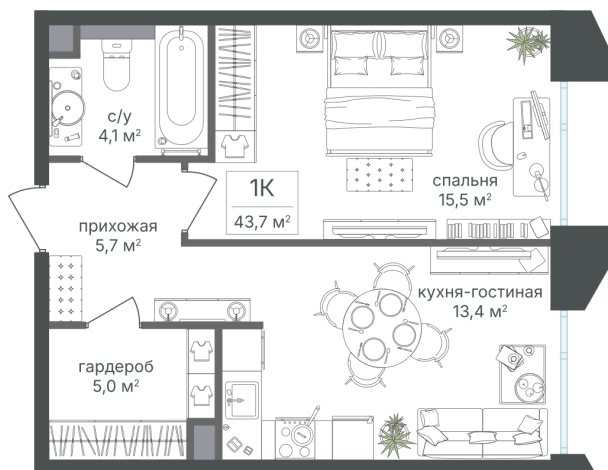 с/у
4,1 м²
1К
43,7 м²
спальня
15,5 м²
прихожая
5,7 м²
кухня-гостиная
13,4 м²
гардероб
5,0 м²